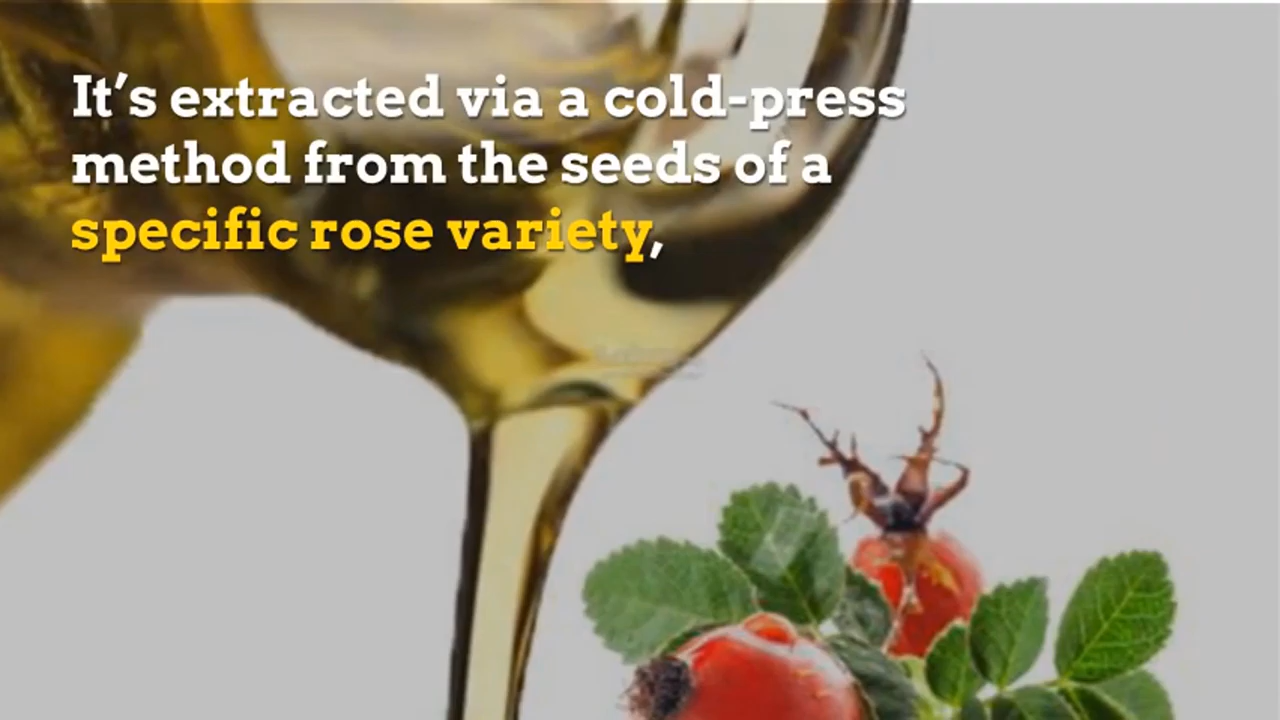 It’s extracted via a cold-press
method from the seeds of a
specific rose variety,